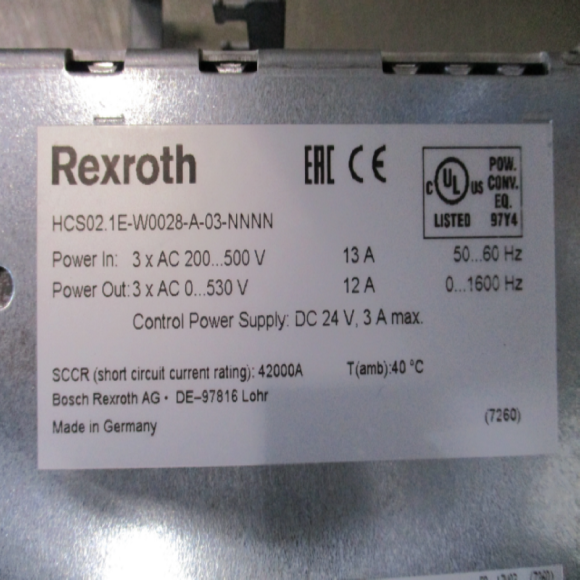 Rexroth
EAC CE
C UL US LISTED
POW. CONV. EQ. 97Y4
HCS02.1E-W0028-A-03-NNNN
Power In: 3 x AC 200...500 V 13 A 50...60 Hz
Power Out: 3 x AC 0...530 V 12 A 0...1600 Hz
Control Power Supply: DC 24 V, 3 A max.
SCCR (short circuit current rating): 42000A T(amb):40 °C
Bosch Rexroth AG • DE–97816 Lohr
Made in Germany
(7260)